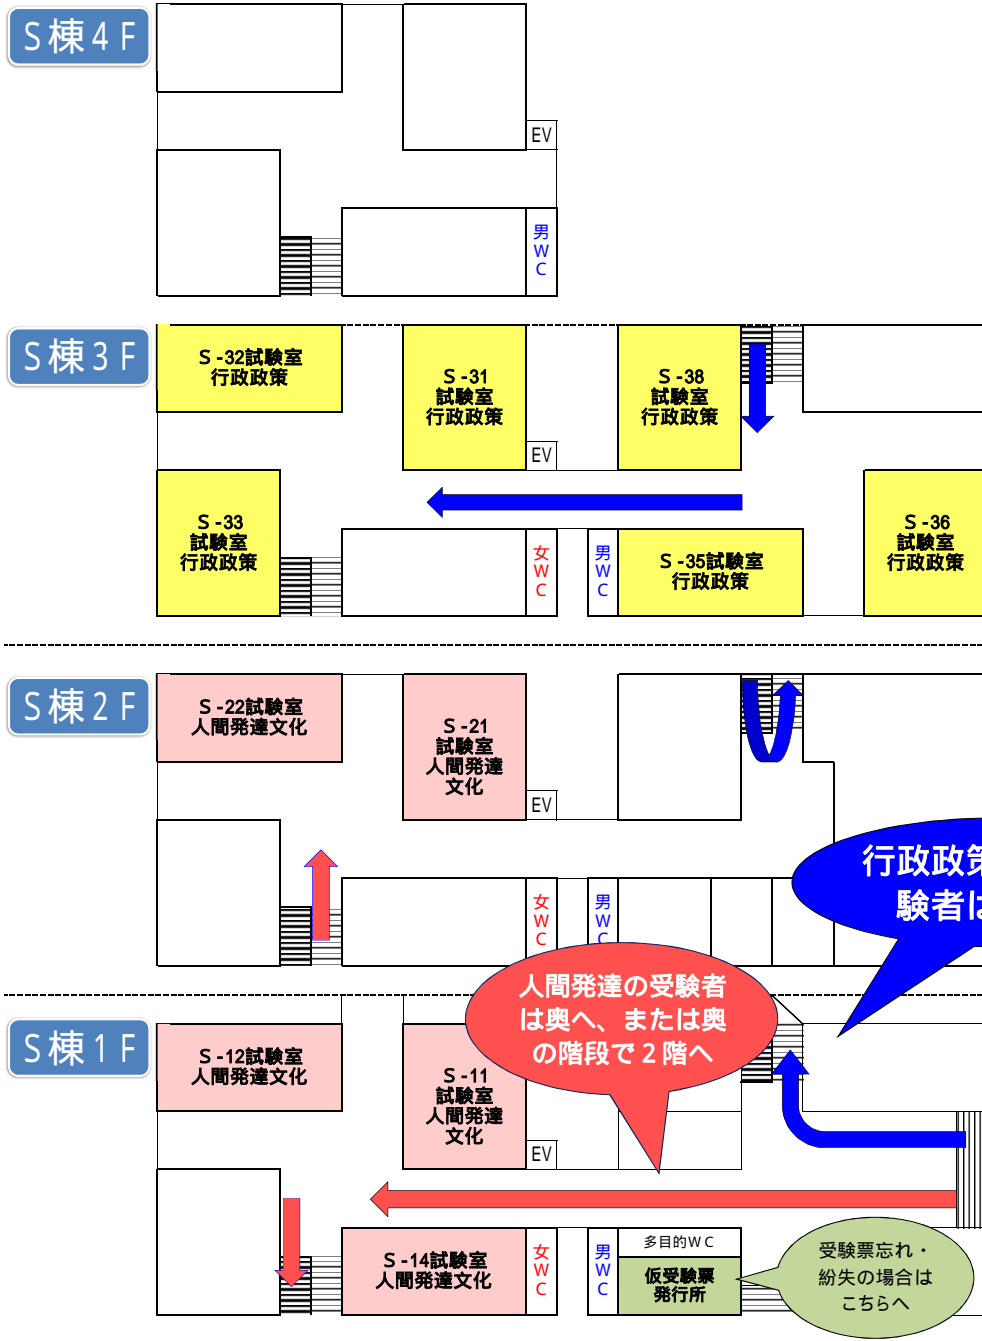 S棟4F
EV
男
W
C
S棟3F
S-32試験室
行政政策
S-31
試験室
行政政策
S-38
試験室
行政政策
EV
S-33
試験室
行政政策
女
W
C
男
W
C
S-35試験室
行政政策
S-36
試験室
行政政策
S棟2F
S-22試験室
人間発達文化
S-21
試験室
人間発達
文化
EV
行政政策
験者は
女
W
C
男
W
C
人間発達の受験者
は奥へ、または奥
の階段で2階へ
S棟1F
S-12試験室
人間発達文化
S-11
試験室
人間発達
文化
EV
S-14試験室
人間発達文化
女
W
C
男
W
C
多目的WC
仮受験票
発行所
受験票忘れ・
紛失の場合は
こちらへ